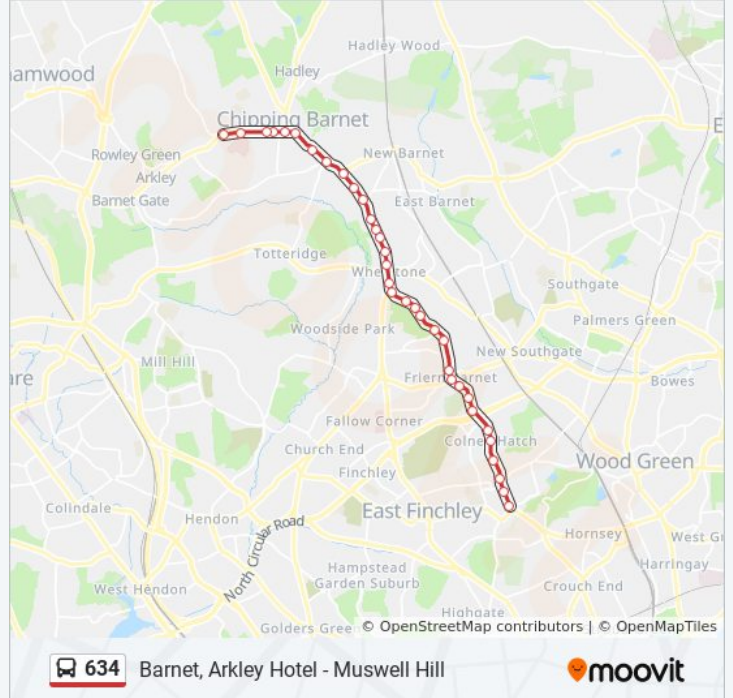 Hadley Wood
hamwood
Hadley
Chipping Barnet
E
Rowley Green
New Barnet
Arkley
Barnet Gate
East Barnet
Totteridge
Whetstone
Southgate
Woodside Park
Palmers Green
Mill Hill
New Southgate
are
Friern Barnet
Bowes
Fallow Corner
Church End
Colney Hatch
Wood Green
Finchley
Colindale
East Finchley
Hendon
North Circular Road
Hornsey
West Gr
Harringay
Hampstead
Garden Suburb
West Hendon
Crouch End
Highgate
Golders Green
© OpenStreetMap contributors | © OpenMapTiles
634 Barnet, Arkley Hotel - Muswell Hill
moovit